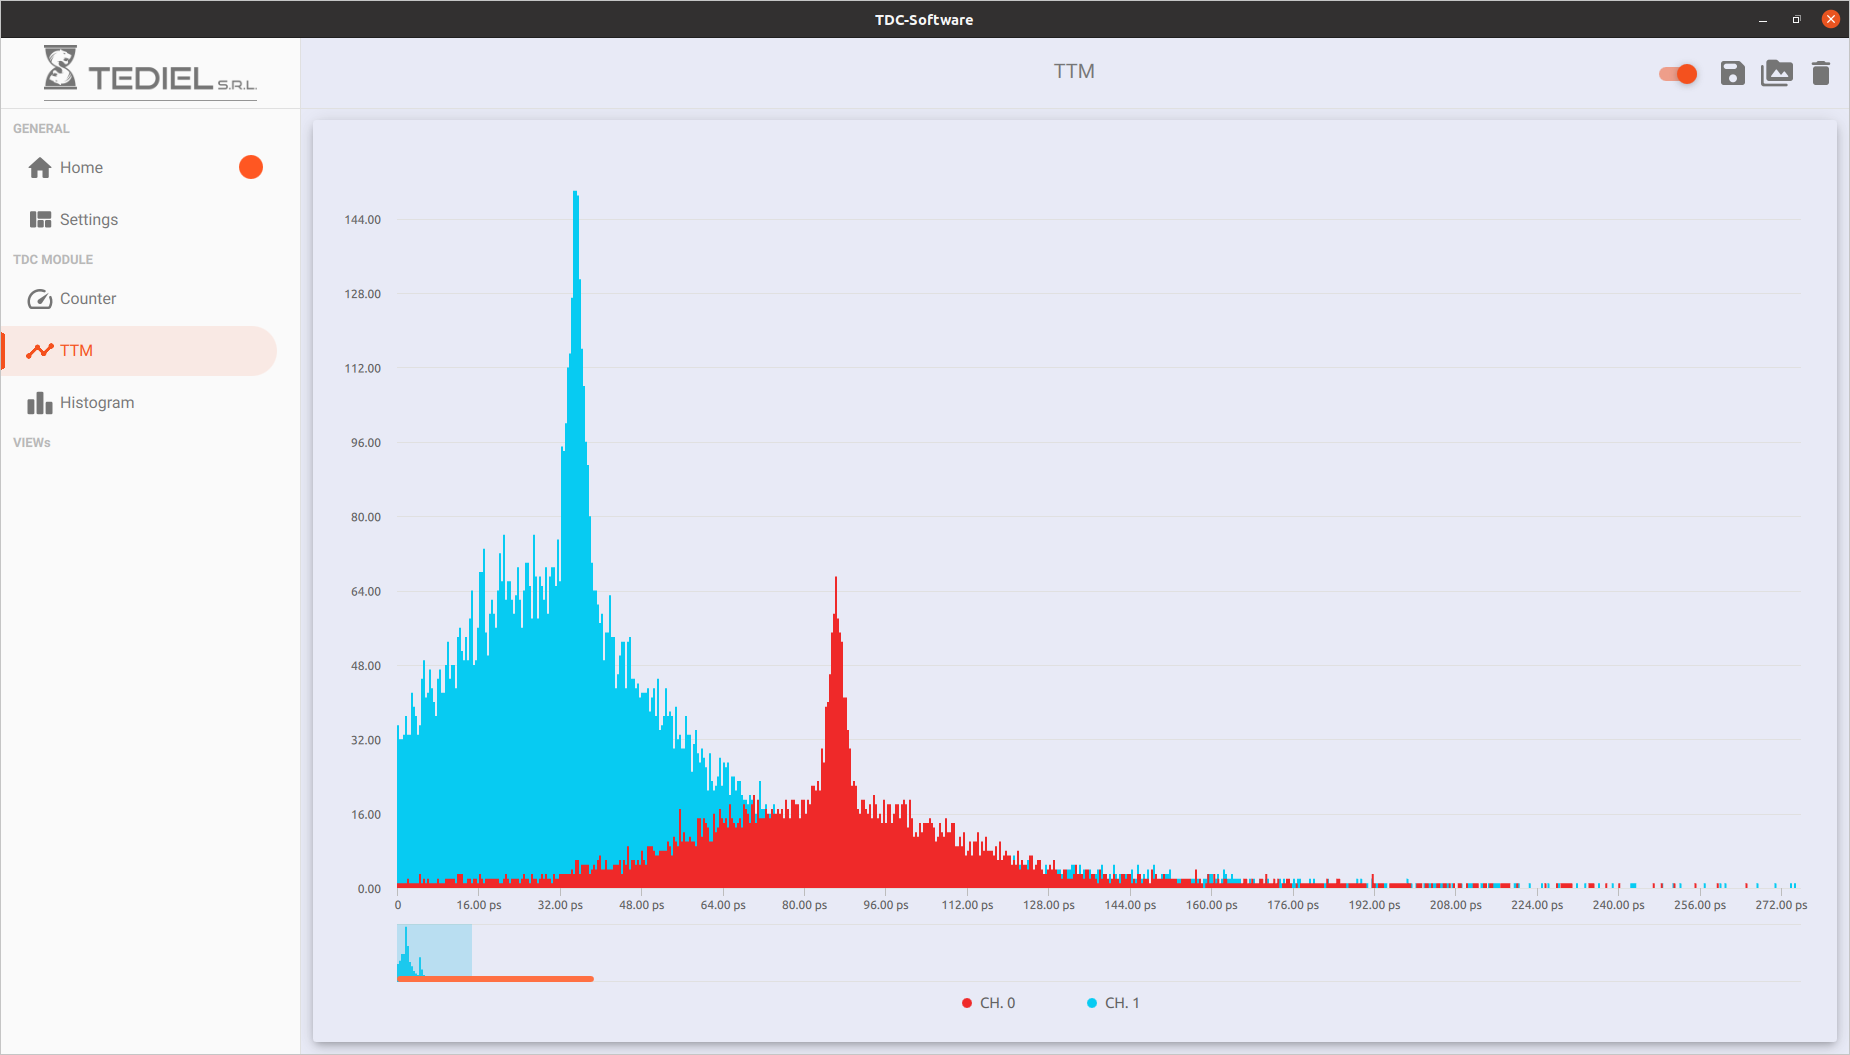 TDC-Software
TEDIEL S.R.L.
TTM
GENERAL
Home
Settings
TDC MODULE
Counter
TTM
Histogram
VIEWs
144.00
128.00
112.00
96.00
80.00
64.00
48.00
32.00
16.00
0.00
0 16.00 ps 32.00 ps 48.00 ps 64.00 ps 80.00 ps 96.00 ps 112.00 ps 128.00 ps 144.00 ps 160.00 ps 176.00 ps 192.00 ps 208.00 ps 224.00 ps 240.00 ps 256.00 ps 272.00 ps
CH. 0 CH. 1